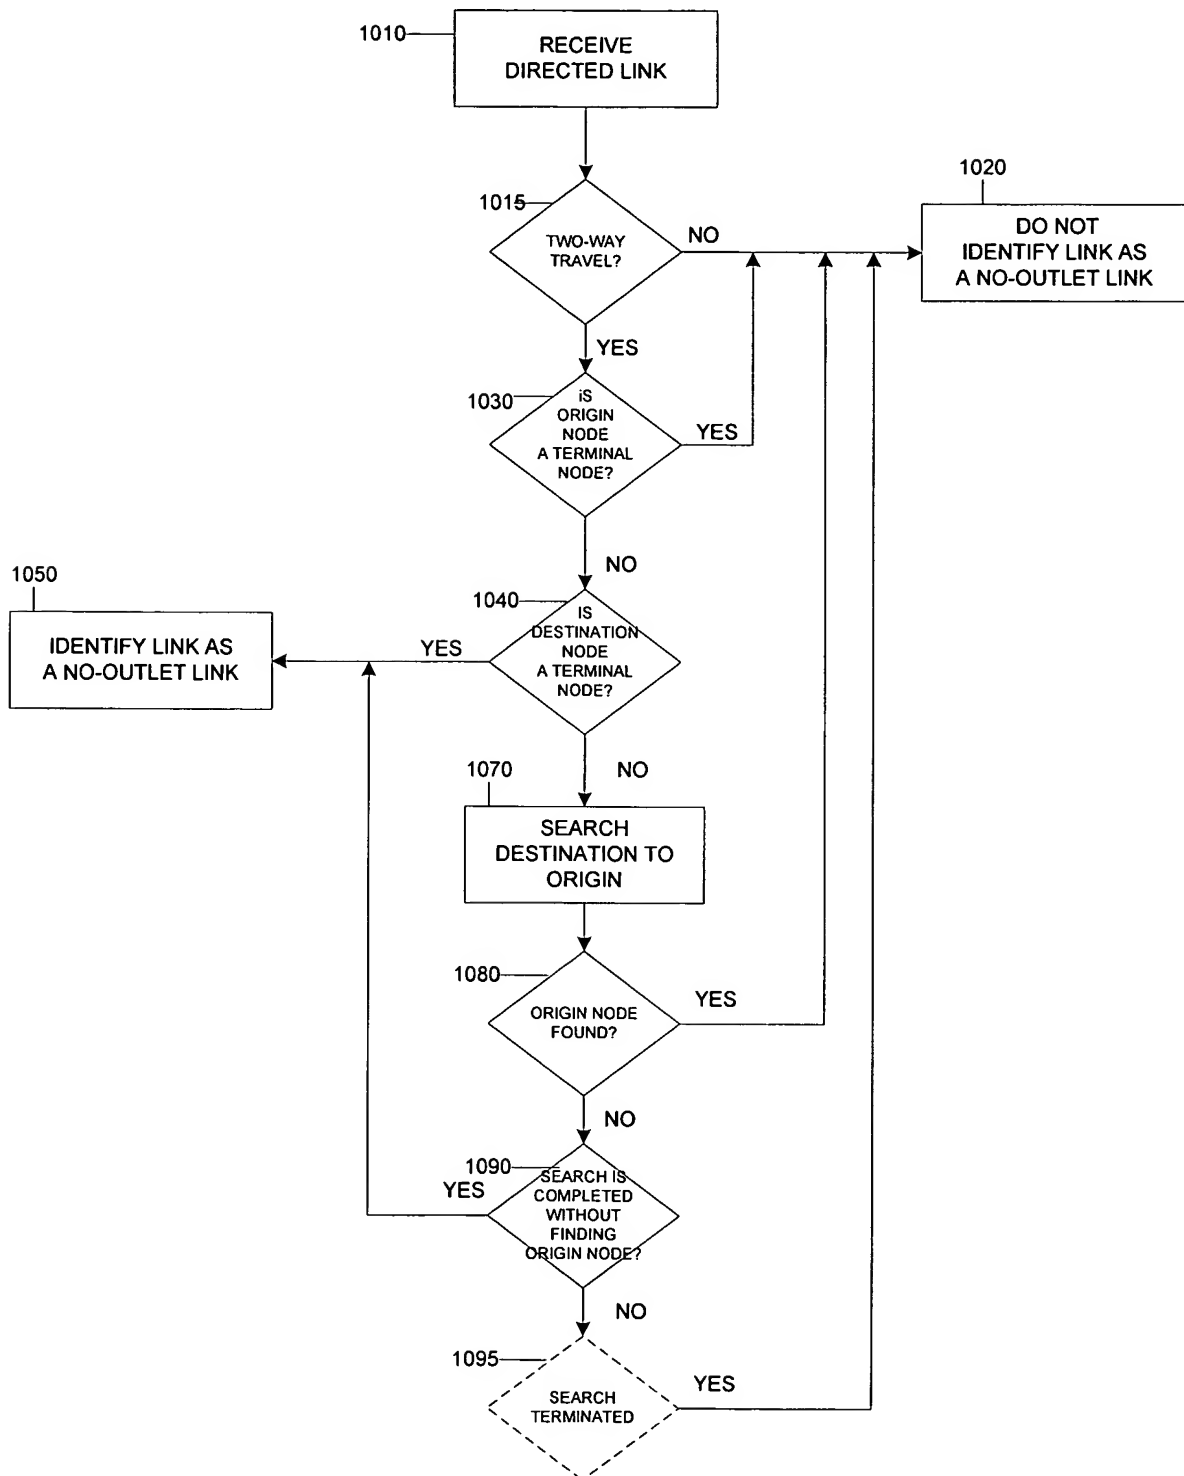 1010
RECEIVE
DIRECTED LINK
1020
1015
TWO-WAY
TRAVEL?
NO
DO NOT
IDENTIFY LINK AS
A NO-OUTLET LINK
YES
1030
iS
ORIGIN
NODE
A TERMINAL
NODE?
YES
NO
1050
1040
IS
DESTINATION
NODE
A TERMINAL
NODE?
YES
IDENTIFY LINK AS
A NO-OUTLET LINK
NO
1070
SEARCH
DESTINATION TO
ORIGIN
1080
ORIGIN NODE
FOUND?
YES
NO
1090
SEARCH IS
COMPLETED
WITHOUT
FINDING
ORIGIN NODE?
YES
NO
1095
SEARCH
TERMINATED
YES